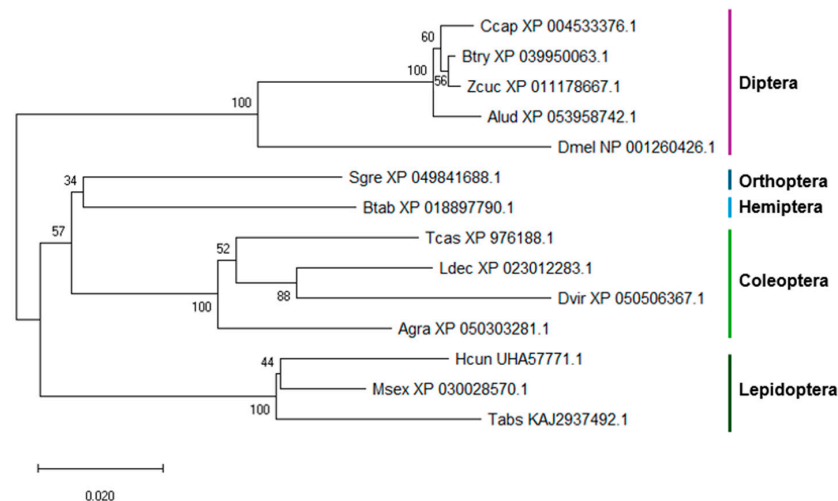 Ccap XP 004533376.1
60
Btry XP 039950063.1
100
56
Zcuc XP 011178667.1
Diptera
100
Alud XP 053958742.1
Dmel NP 001260426.1
Sgre XP 049841688.1
Orthoptera
34
Btab XP 018897790.1
Hemiptera
57
Tcas XP 976188.1
52
Ldec XP 023012283.1
Coleoptera
88
Dvir XP 050506367.1
100
Agra XP 050303281.1
Hcun UHA57771.1
44
Msex XP 030028570.1
Lepidoptera
100
Tabs KAJ2937492.1
0.020